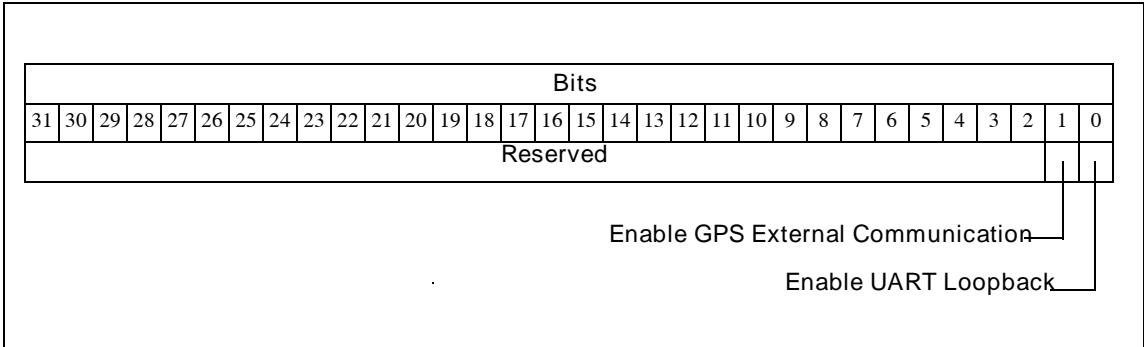 Bits
31 30 29 28 27 26 25 24 23 22 21 20 19 18 17 16 15 14 13 12 11 10 9 8 7 6 5 4 3 2 1 0
Reserved
Enable GPS External Communication
Enable UART Loopback